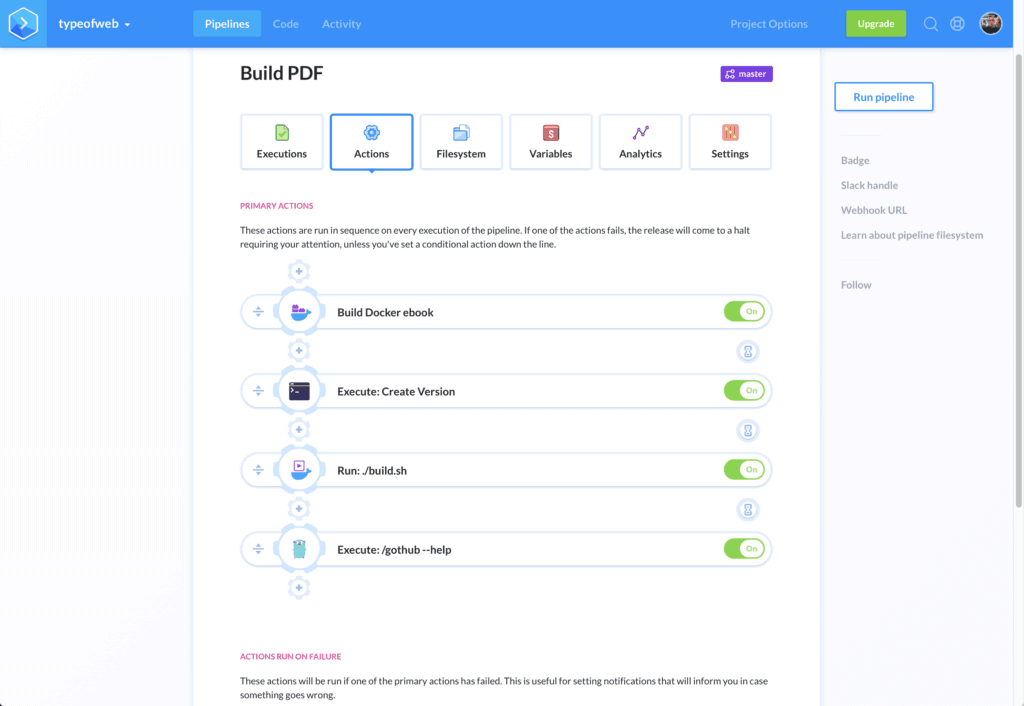 typeofweb
Pipelines
Code
Activity
Project Options
Upgrade
Build PDF
master
Run pipeline
Executions
Actions
Filesystem
S
Variables
Analytics
Settings
Badge
Slack handle
Webhook URL
Learn about pipeline filesystem
Follow
PRIMARY ACTIONS
These actions are run in sequence on every execution of the pipeline. If one of the actions fails, the release will come to a halt
requiring your attention, unless you've set a conditional action down the line.
Build Docker ebook
On
Execute: Create Version
On
Run: ./build.sh
On
Execute: /gothub --help
On
ACTIONS RUN ON FAILURE
These actions will be run if one of the primary actions has failed. This is useful for setting notifications that will inform you in case
something goes wrong.